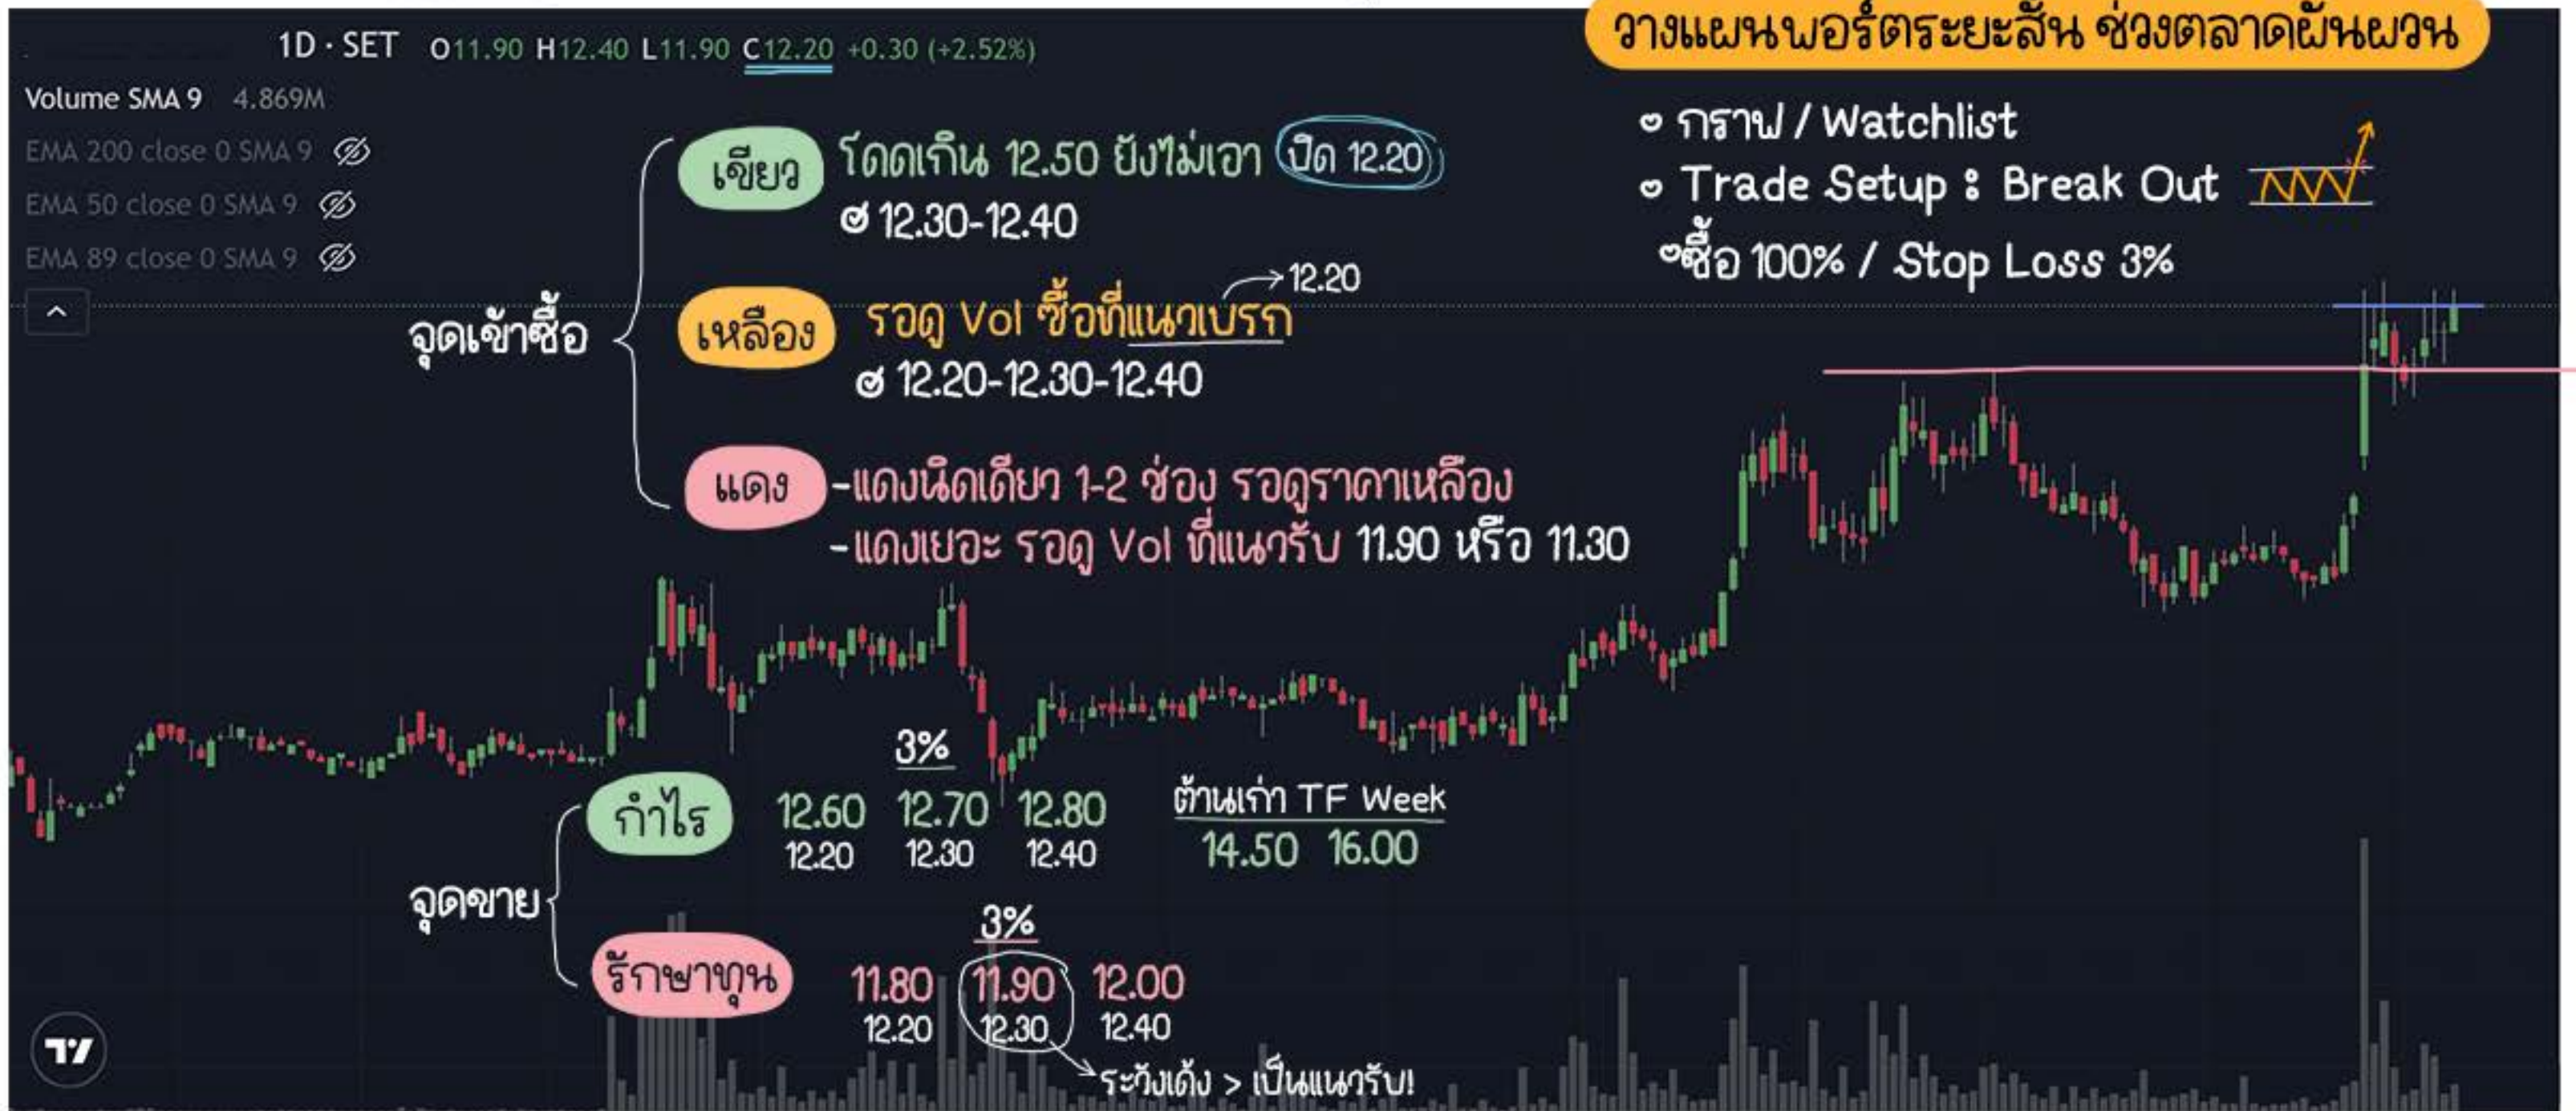 วางแผนพอร์ตระยะสั้น ช่วงตลาดผันผวน
1D · SET O11.90 H12.40 L11.90 C12.20 +0.30 (+2.52%)
Volume SMA 9 4.869M
EMA 200 close 0 SMA 9
EMA 50 close 0 SMA 9
EMA 89 close 0 SMA 9
กราฟ / Watchlist
Trade Setup : Break Out
ซื้อ 100% / Stop Loss 3%
จุดเข้าซื้อ
เขียว โดดเกิน 12.50 ยังไม่เอา ปิด 12.20
12.30-12.40
12.20
เหลือง รอดู Vol ซื้อที่แนวเบรก
12.20-12.30-12.40
แดง -แดงนิดเดียว 1-2 ช่อง รอดูราคาเหลือง
-แดงเยอะ รอดู Vol ที่แนวรับ 11.90 หรือ 11.30
จุดขาย
3%
กำไร 12.60 12.70 12.80
12.20 12.30 12.40
ต้านเก่า TF Week
14.50 16.00
3%
รักษาทุน 11.80 11.90 12.00
12.20 12.30 12.40
ระวังเด้ง > เป็นแนวรับ!